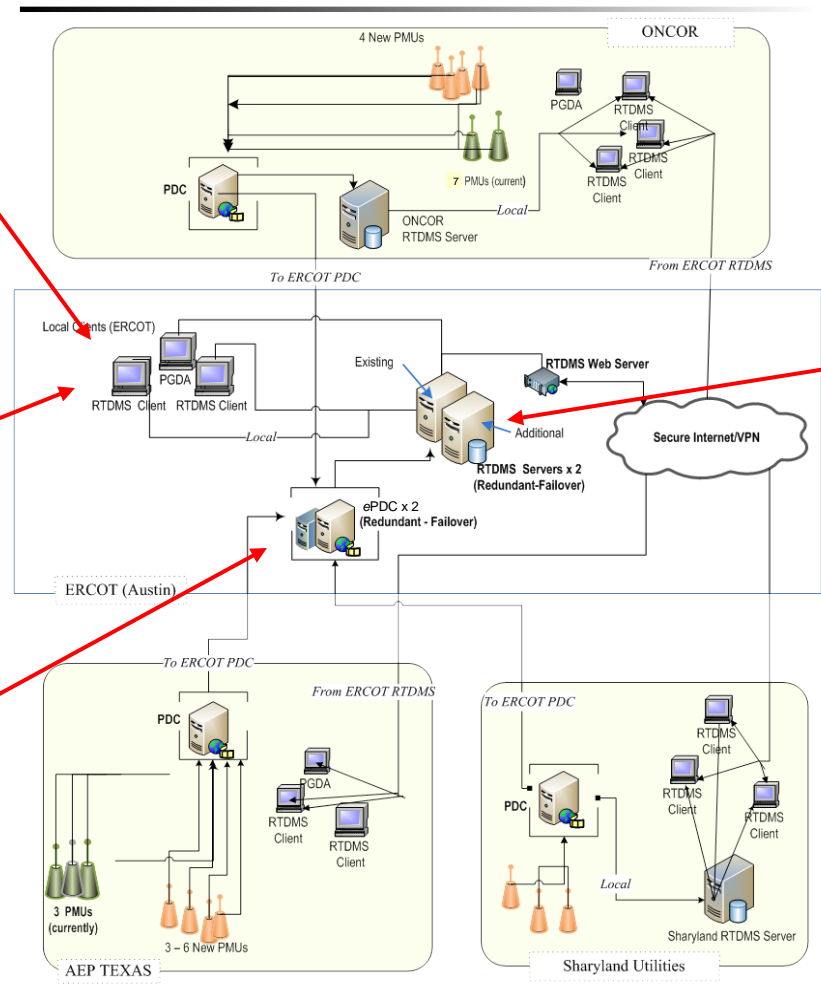 ONCOR
4 New PMUs
PGDA
RTDMS
Client
RTDMS
Client
RTDMS
Client
PDC
7 PMUs (current)
Local
ONCOR
RTDMS Server
To ERCOT PDC
From ERCOT RTDMS
Local Clients (ERCOT)
PGDA
RTDMS Client
RTDMS Client
Existing
RTDMS Web Server
Additional
Secure Internet/VPN
Local
RTDMS Servers x 2
(Redundant-Failover)
ePDC x 2
(Redundant - Failover)
ERCOT (Austin)
To ERCOT PDC
From ERCOT RTDMS
PDC
PGDA
RTDMS
Client
RTDMS
Client
3 PMUs
(currently)
3 – 6 New PMUs
AEP TEXAS
To ERCOT PDC
RTDMS
Client
RTDMS
Client
RTDMS
Client
PDC
Local
Sharyland RTDMS Server
Sharyland Utilities